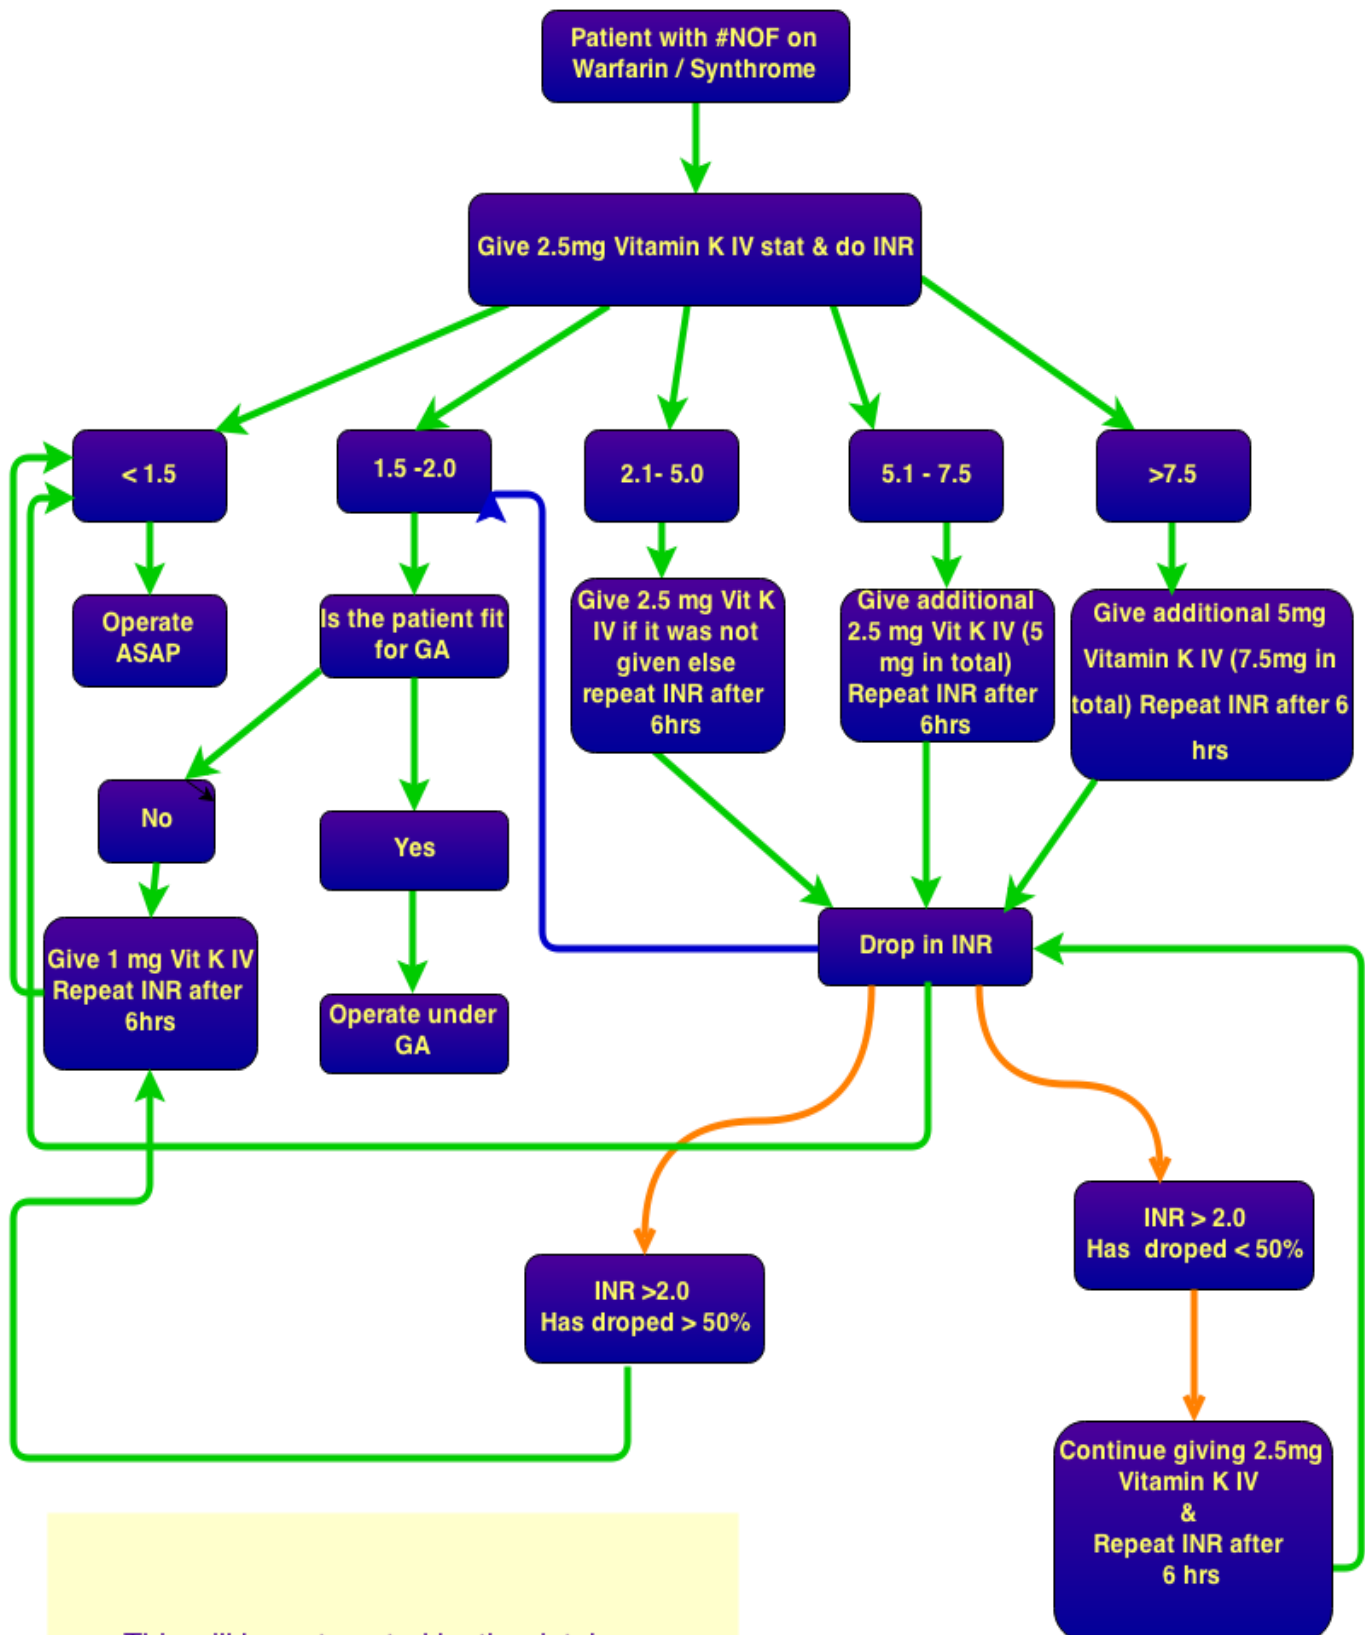 Patient with #NOF on
Warfarin / Synthrome
Give 2.5mg Vitamin K IV stat & do INR
< 1.5
1.5 -2.0
2.1- 5.0
5.1 - 7.5
>7.5
Operate
ASAP
Is the patient fit
for GA
Give 2.5 mg Vit K
IV if it was not
given else
repeat INR after
6hrs
Give additional
2.5 mg Vit K IV (5
mg in total)
Repeat INR after
6hrs
Give additional 5mg
Vitamin K IV (7.5mg in
total) Repeat INR after 6
hrs
No
Yes
Give 1 mg Vit K IV
Repeat INR after
6hrs
Operate under
GA
Drop in INR
INR >2.0
Has droped > 50%
INR > 2.0
Has droped < 50%
Continue giving 2.5mg
Vitamin K IV
&
Repeat INR after
6 hrs